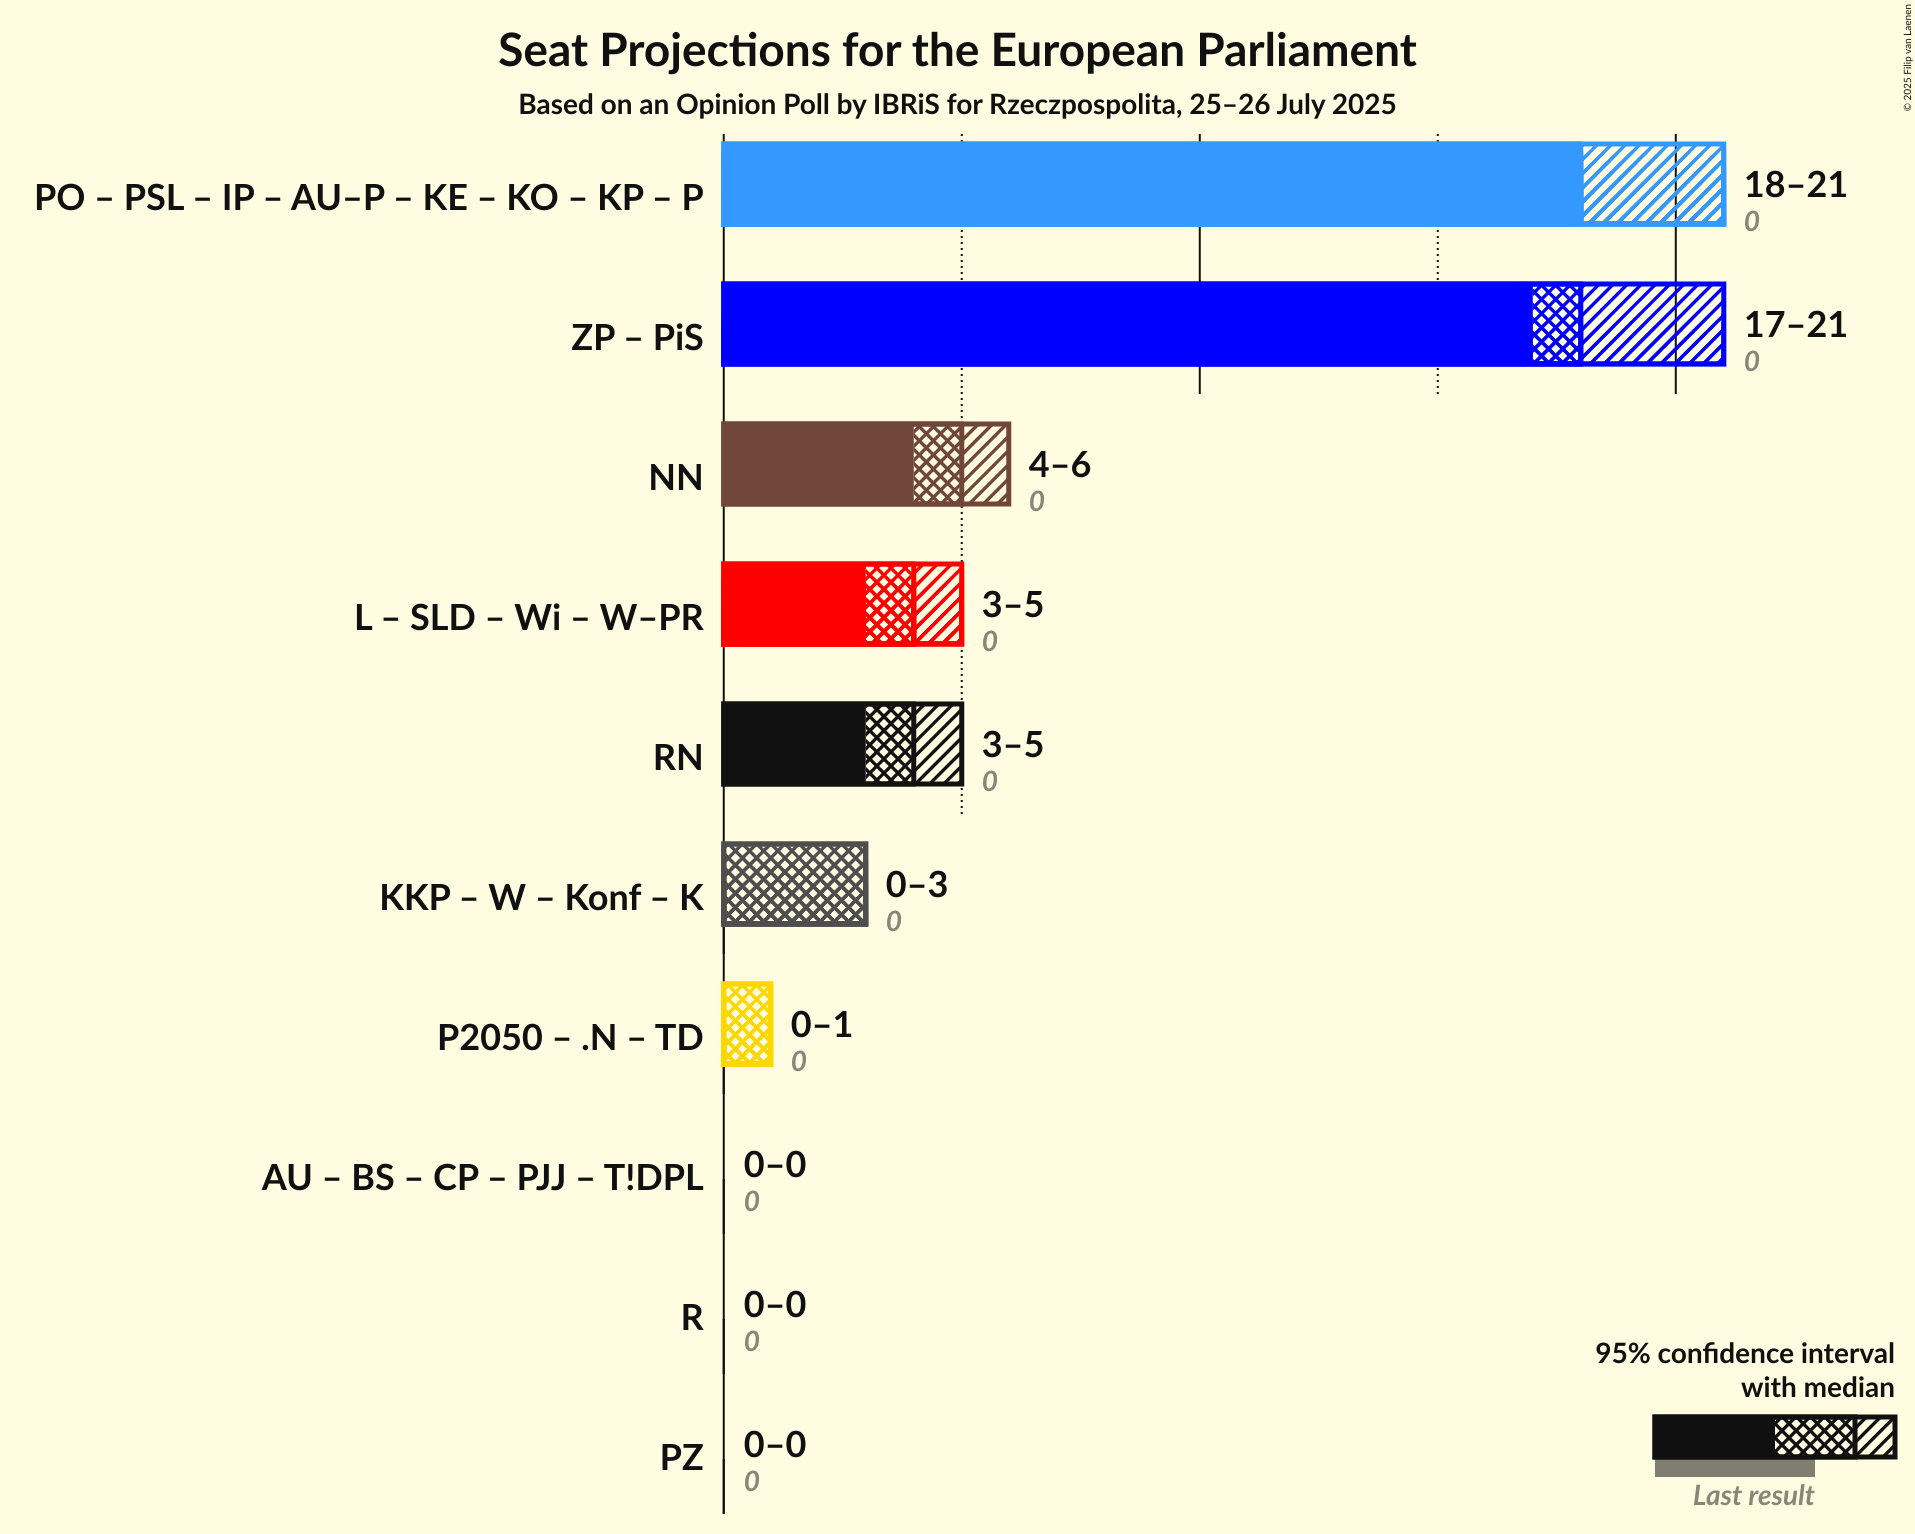 Seat Projections for the European Parliament
Based on an Opinion Poll by IBRiS for Rzeczpospolita, 25–26 July 2025
© 2025 Filip van Laenen
PO – PSL – IP – AU–P – KE – KO – KP – P
18–21
0
ZP – PiS
17–21
0
NN
4–6
0
L – SLD – Wi – W–PR
3–5
0
RN
3–5
0
KKP – W – Konf – K
0–3
0
P2050 – .N – TD
0–1
0
AU – BS – CP – PJJ – T!DPL
0–0
0
R
0–0
0
PZ
0–0
0
95% confidence interval
with median
Last result